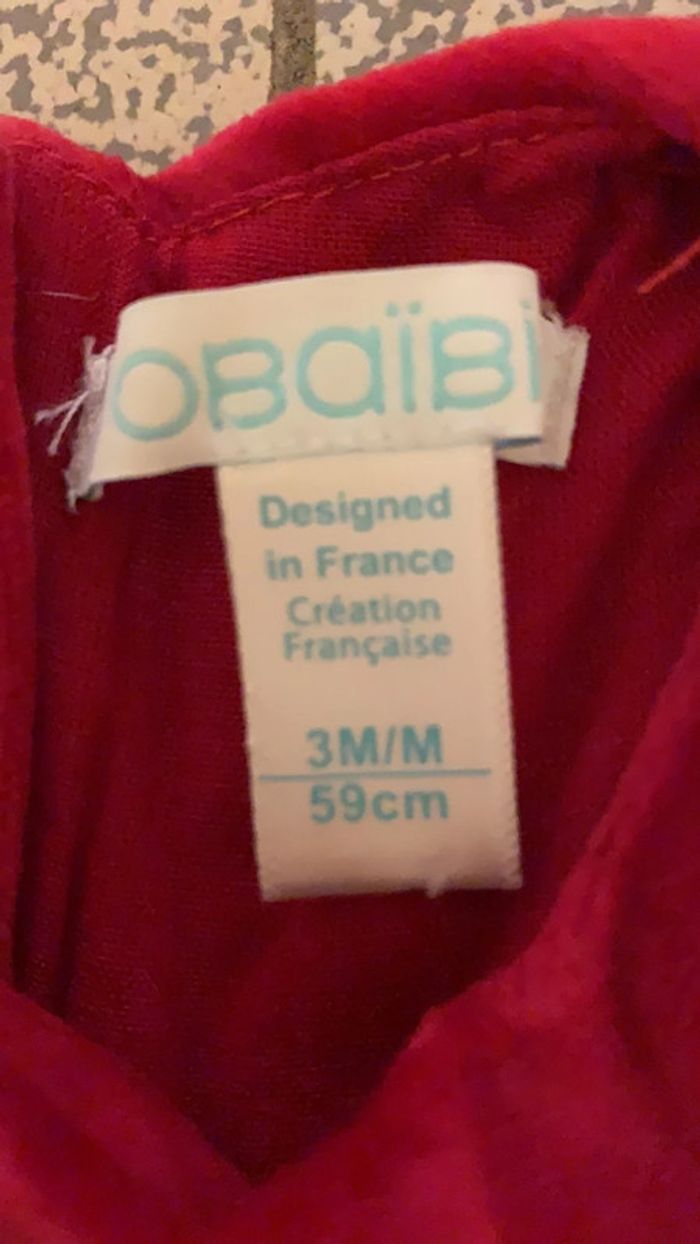 obaïbi
Designed
in France
Création
Française
3M/M
59cm